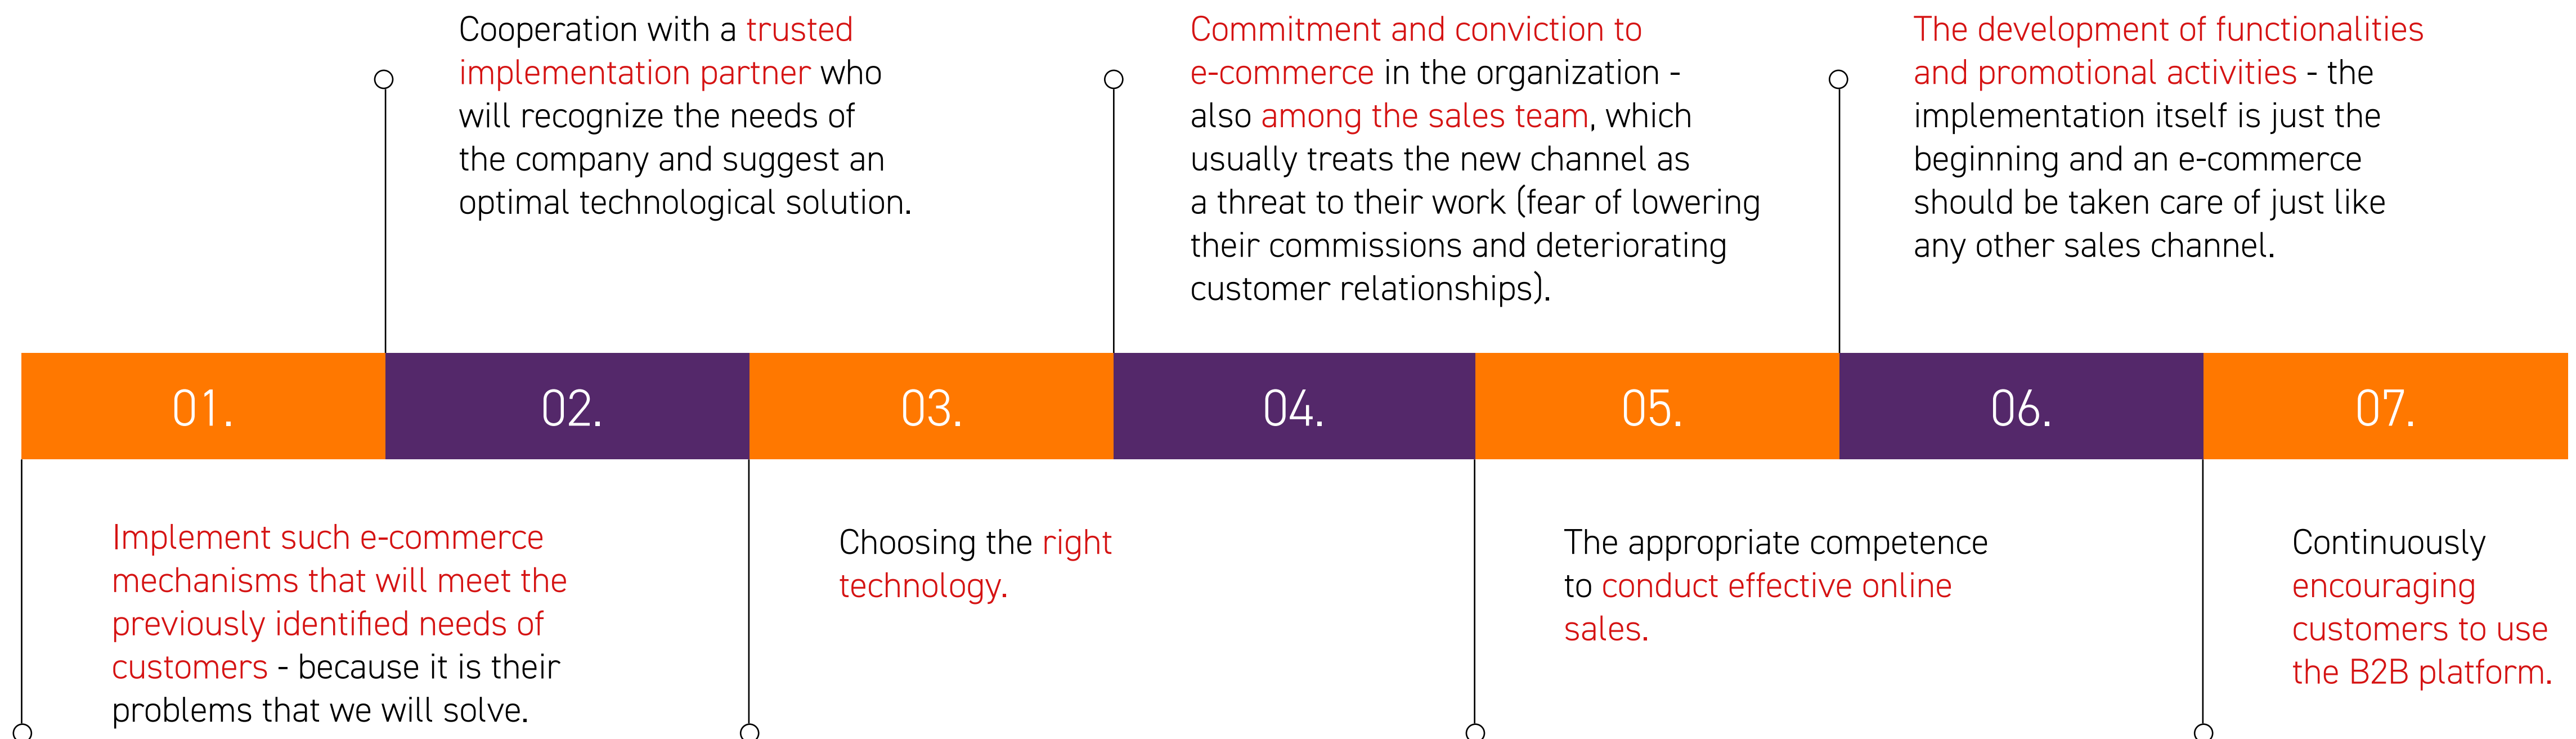 Cooperation with a trusted
implementation partner who
will recognize the needs of
the company and suggest an
optimal technological solution.
Commitment and conviction to
e-commerce in the organization -
also among the sales team, which
usually treats the new channel as
a threat to their work (fear of lowering
their commissions and deteriorating
customer relationships).
The development of functionalities
and promotional activities - the
implementation itself is just the
beginning and an e-commerce
should be taken care of just like
any other sales channel.
01.
02.
03.
04.
05.
06.
07.
Implement such e-commerce
mechanisms that will meet the
previously identified needs of
customers - because it is their
problems that we will solve.
Choosing the right
technology.
The appropriate competence
to conduct effective online
sales.
Continuously
encouraging
customers to use
the B2B platform.